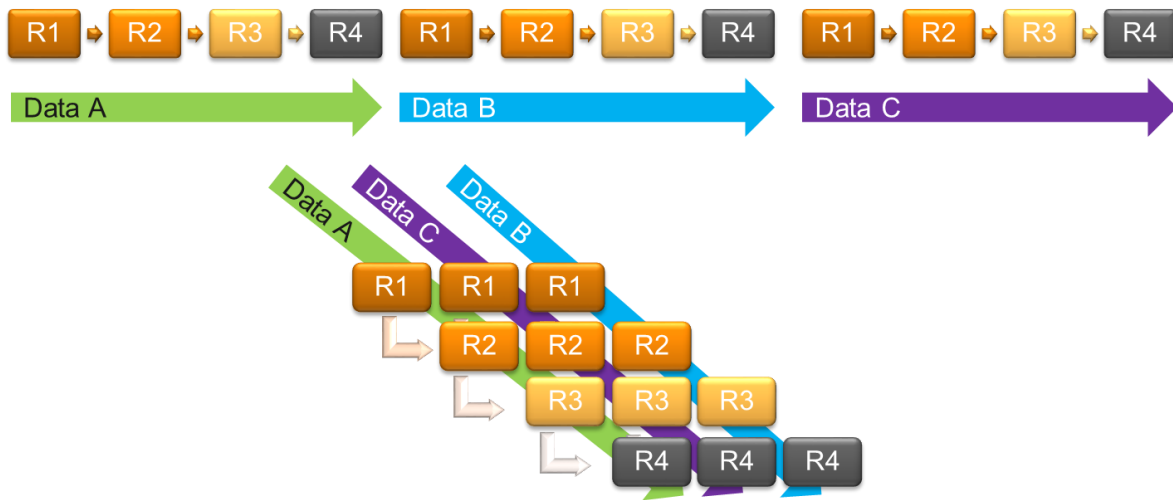 R1 R2 R3 R4 R1 R2 R3 R4 R1 R2 R3 R4
Data A Data B Data C
Data A
Data C
Data B
R1 R1 R1
R2 R2 R2
R3 R3 R3
R4 R4 R4